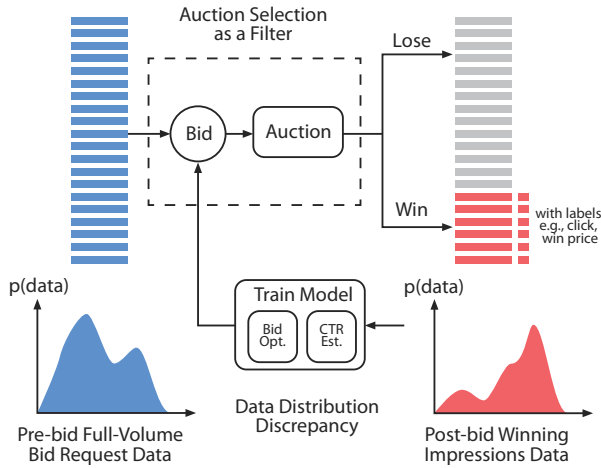 Auction Selection
as a Filter
Lose
Bid
Auction
Win
with labels
e.g., click,
win price
p(data)
Train Model
Bid
Opt.
CTR
Est.
p(data)
Data Distribution
Discrepancy
Pre-bid Full-Volume
Bid Request Data
Post-bid Winning
Impressions Data